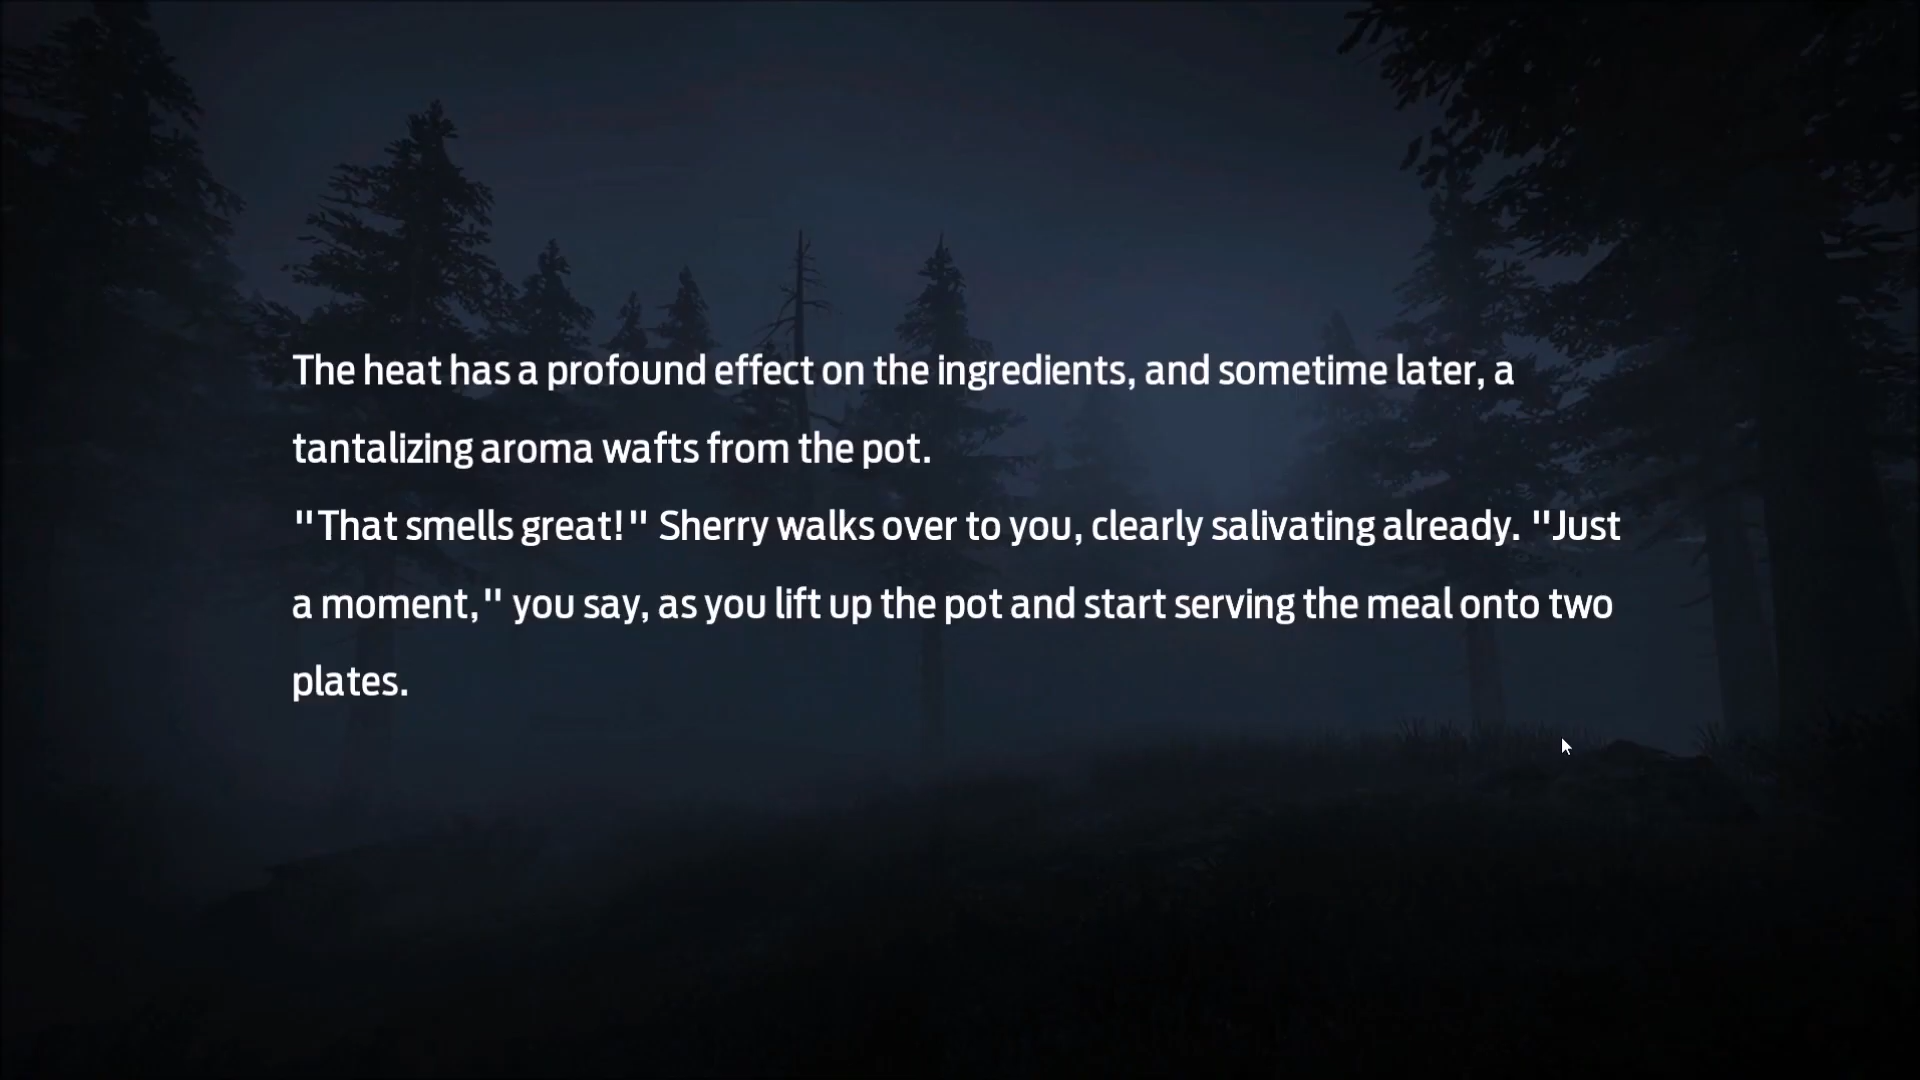 The heat has a profound effect on the ingredients, and sometime later, a
tantalizing aroma wafts from the pot.
"That smells great!" Sherry walks over to you, clearly salivating already. "Just
a moment," you say, as you lift up the pot and start serving the meal onto two
plates.